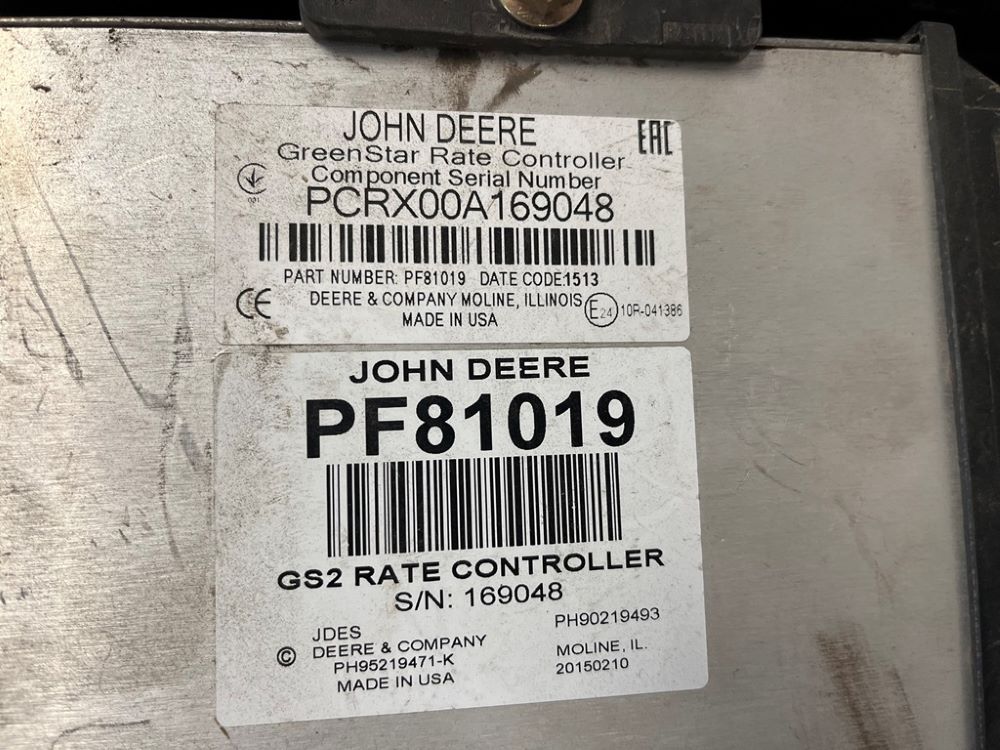 JOHN DEERE
EAC
GreenStar Rate Controller
Component Serial Number
021
PCRX00A169048
PART NUMBER: PF81019 DATE CODE:1513
CE DEERE & COMPANY MOLINE, ILLINOIS E24 10R-041386
MADE IN USA
JOHN DEERE
PF81019
GS2 RATE CONTROLLER
S/N: 169048
PH90219493
JDES
© DEERE & COMPANY
MOLINE, IL.
PH95219471-K
20150210
MADE IN USA